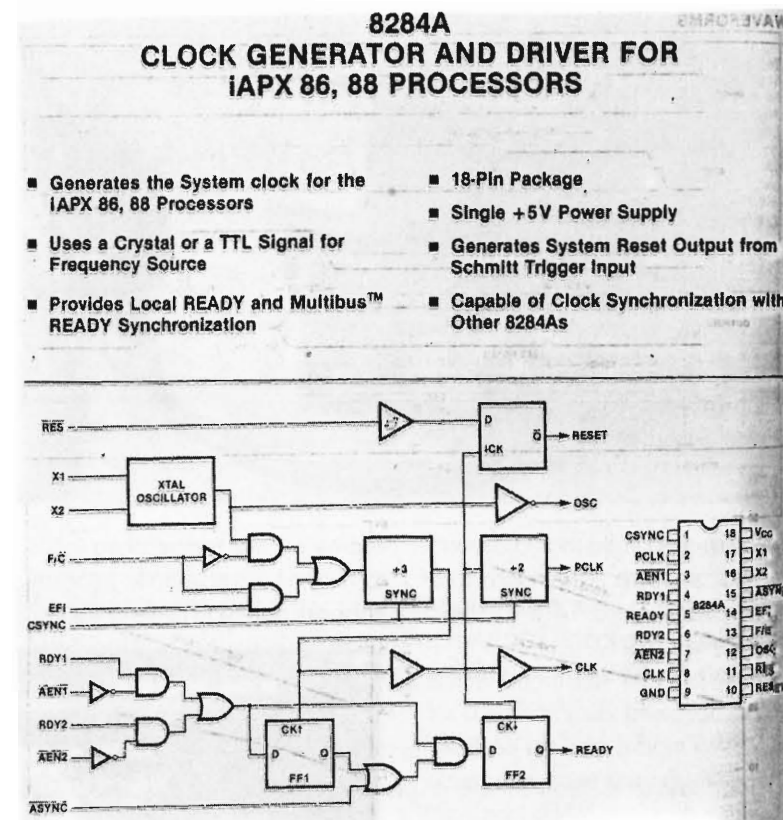 8284A
CLOCK GENERATOR AND DRIVER FOR
iAPX 86, 88 PROCESSORS
■ Generates the System clock for the
iAPX 86, 88 Processors
■ Uses a Crystal or a TTL Signal for
Frequency Source
■ Provides Local READY and Multibus™
READY Synchronization
■ 18-Pin Package
■ Single +5V Power Supply
■ Generates System Reset Output from
Schmitt Trigger Input
■ Capable of Clock Synchronization with
Other 8284As
RES
D
Q
CK
RESET
X1
X2
XTAL
OSCILLATOR
OSC
F/C
EFI
CSYNC
÷3
SYNC
÷2
SYNC
PCLK
RDY1
AEN1
RDY2
AEN2
ASYNC
CLK
CK↑
D
Q
FF1
CK↓
D
Q
FF2
READY
CSYNC 1
PCLK 2
AEN1 3
RDY1 4
READY 5
RDY2 6
AEN2 7
CLK 8
GND 9
8284A
18 VCC
17 X1
16 X2
15 ASYNC
14 EFI
13 F/C
12 OSC
11 RES
10 RESET